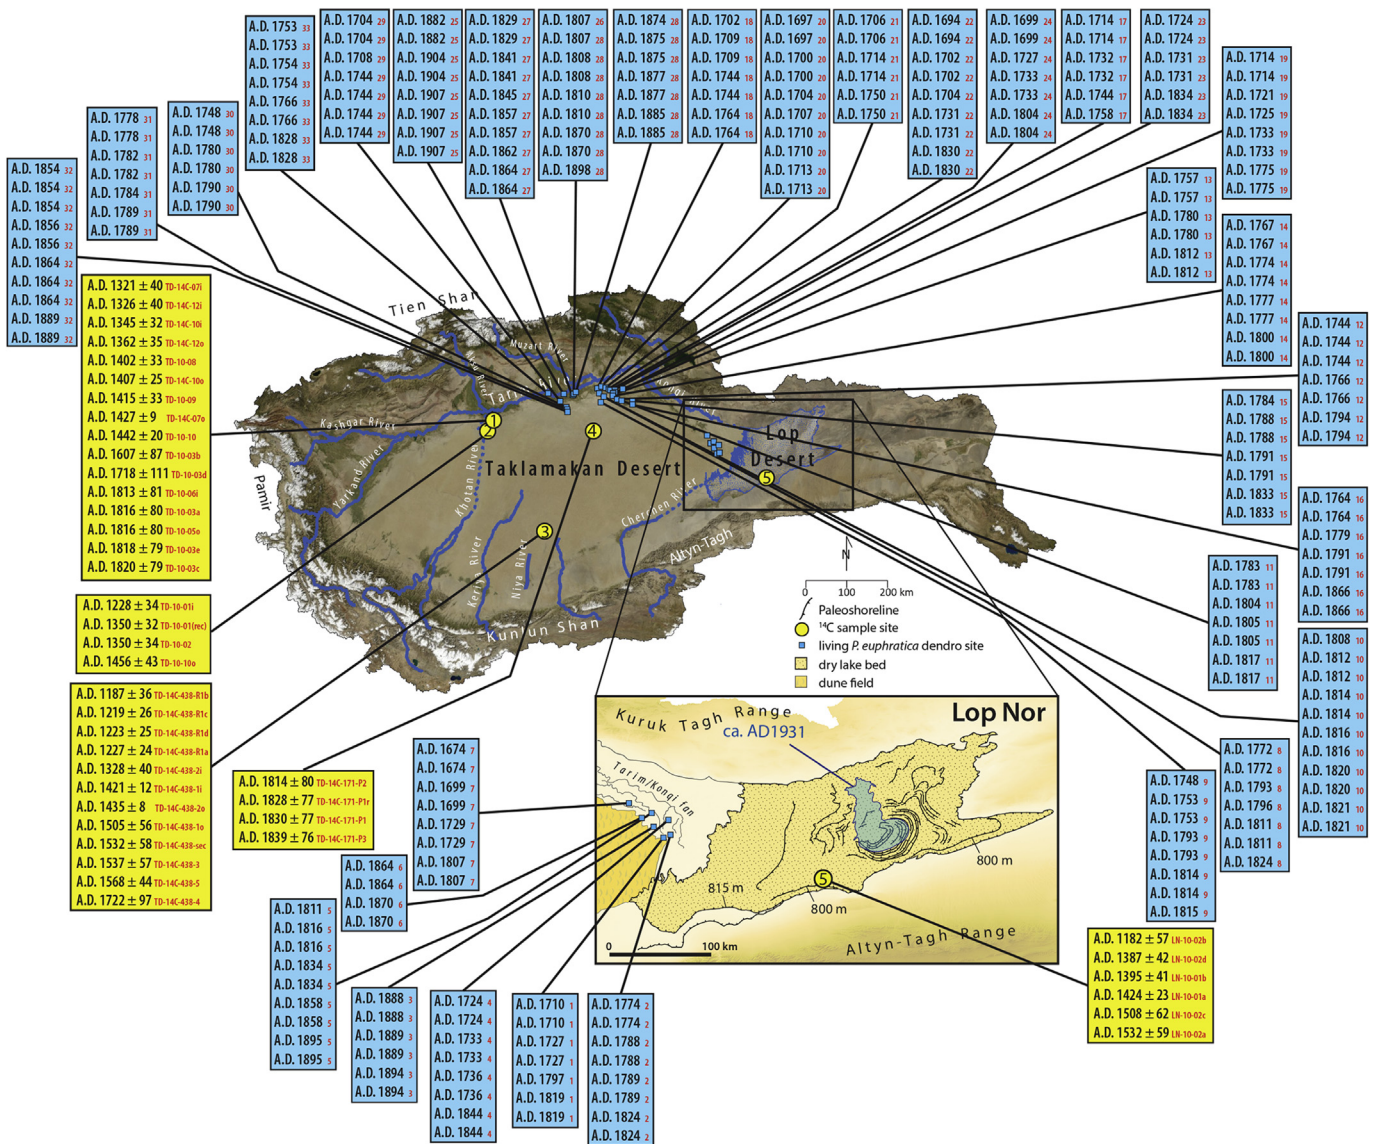 A.D. 1854 32
A.D. 1854 32
A.D. 1854 32
A.D. 1856 32
A.D. 1856 32
A.D. 1864 32
A.D. 1864 32
A.D. 1864 32
A.D. 1889 32
A.D. 1889 32
A.D. 1778 31
A.D. 1778 31
A.D. 1782 31
A.D. 1782 31
A.D. 1784 31
A.D. 1789 31
A.D. 1789 31
A.D. 1748 30
A.D. 1748 30
A.D. 1780 30
A.D. 1780 30
A.D. 1790 30
A.D. 1790 30
A.D. 1753 33
A.D. 1753 33
A.D. 1754 33
A.D. 1754 33
A.D. 1766 33
A.D. 1766 33
A.D. 1828 33
A.D. 1828 33
A.D. 1704 29
A.D. 1704 29
A.D. 1708 29
A.D. 1744 29
A.D. 1744 29
A.D. 1744 29
A.D. 1744 29
A.D. 1882 25
A.D. 1882 25
A.D. 1904 25
A.D. 1904 25
A.D. 1907 25
A.D. 1907 25
A.D. 1907 25
A.D. 1907 25
A.D. 1829 27
A.D. 1829 27
A.D. 1841 27
A.D. 1841 27
A.D. 1845 27
A.D. 1857 27
A.D. 1857 27
A.D. 1862 27
A.D. 1864 27
A.D. 1864 27
A.D. 1807 26
A.D. 1807 28
A.D. 1808 28
A.D. 1808 28
A.D. 1810 28
A.D. 1810 28
A.D. 1870 28
A.D. 1870 28
A.D. 1898 28
A.D. 1874 28
A.D. 1875 28
A.D. 1875 28
A.D. 1877 28
A.D. 1877 28
A.D. 1885 28
A.D. 1885 28
A.D. 1702 18
A.D. 1709 18
A.D. 1709 18
A.D. 1744 18
A.D. 1744 18
A.D. 1764 18
A.D. 1764 18
A.D. 1697 20
A.D. 1697 20
A.D. 1700 20
A.D. 1700 20
A.D. 1704 20
A.D. 1707 20
A.D. 1710 20
A.D. 1710 20
A.D. 1713 20
A.D. 1713 20
A.D. 1706 21
A.D. 1706 21
A.D. 1714 21
A.D. 1714 21
A.D. 1750 21
A.D. 1750 21
A.D. 1694 22
A.D. 1694 22
A.D. 1702 22
A.D. 1702 22
A.D. 1704 22
A.D. 1731 22
A.D. 1731 22
A.D. 1830 22
A.D. 1830 22
A.D. 1699 24
A.D. 1699 24
A.D. 1727 24
A.D. 1733 24
A.D. 1733 24
A.D. 1804 24
A.D. 1804 24
A.D. 1714 17
A.D. 1714 17
A.D. 1732 17
A.D. 1732 17
A.D. 1744 17
A.D. 1758 17
A.D. 1724 23
A.D. 1724 23
A.D. 1731 23
A.D. 1731 23
A.D. 1834 23
A.D. 1834 23
A.D. 1714 19
A.D. 1714 19
A.D. 1721 19
A.D. 1725 19
A.D. 1733 19
A.D. 1733 19
A.D. 1775 19
A.D. 1775 19
A.D. 1757 13
A.D. 1757 13
A.D. 1780 13
A.D. 1780 13
A.D. 1812 13
A.D. 1812 13
A.D. 1767 14
A.D. 1767 14
A.D. 1774 14
A.D. 1774 14
A.D. 1777 14
A.D. 1777 14
A.D. 1800 14
A.D. 1800 14
A.D. 1744 12
A.D. 1744 12
A.D. 1744 12
A.D. 1766 12
A.D. 1766 12
A.D. 1794 12
A.D. 1794 12
A.D. 1784 15
A.D. 1788 15
A.D. 1788 15
A.D. 1791 15
A.D. 1791 15
A.D. 1833 15
A.D. 1833 15
A.D. 1764 16
A.D. 1764 16
A.D. 1779 16
A.D. 1791 16
A.D. 1791 16
A.D. 1866 16
A.D. 1866 16
A.D. 1783 11
A.D. 1783 11
A.D. 1804 11
A.D. 1805 11
A.D. 1805 11
A.D. 1817 11
A.D. 1817 11
A.D. 1808 10
A.D. 1812 10
A.D. 1812 10
A.D. 1814 10
A.D. 1814 10
A.D. 1816 10
A.D. 1816 10
A.D. 1820 10
A.D. 1820 10
A.D. 1821 10
A.D. 1821 10
A.D. 1772 8
A.D. 1772 8
A.D. 1793 8
A.D. 1796 8
A.D. 1811 8
A.D. 1811 8
A.D. 1824 8
A.D. 1748 9
A.D. 1753 9
A.D. 1753 9
A.D. 1793 9
A.D. 1793 9
A.D. 1814 9
A.D. 1814 9
A.D. 1815 9
A.D. 1321 ± 40 TD-14C-07i
A.D. 1326 ± 40 TD-14C-12i
A.D. 1345 ± 32 TD-14C-10i
A.D. 1362 ± 35 TD-14C-12o
A.D. 1402 ± 33 TD-10-08
A.D. 1407 ± 25 TD-14C-10o
A.D. 1415 ± 33 TD-10-09
A.D. 1427 ± 9 TD-14C-07o
A.D. 1442 ± 20 TD-10-10
A.D. 1607 ± 87 TD-10-03b
A.D. 1718 ± 111 TD-10-03d
A.D. 1813 ± 81 TD-10-06i
A.D. 1816 ± 80 TD-10-03a
A.D. 1816 ± 80 TD-10-05o
A.D. 1818 ± 79 TD-10-03e
A.D. 1820 ± 79 TD-10-03c
A.D. 1228 ± 34 TD-10-01i
A.D. 1350 ± 32 TD-10-01(rec)
A.D. 1350 ± 34 TD-10-02
A.D. 1456 ± 43 TD-10-10o
A.D. 1187 ± 36 TD-14C-438-R1b
A.D. 1219 ± 26 TD-14C-438-R1c
A.D. 1223 ± 25 TD-14C-438-R1d
A.D. 1227 ± 24 TD-14C-438-R1a
A.D. 1328 ± 40 TD-14C-438-2i
A.D. 1421 ± 12 TD-14C-438-1i
A.D. 1435 ± 8 TD-14C-438-2o
A.D. 1505 ± 56 TD-14C-438-1o
A.D. 1532 ± 58 TD-14C-438-sec
A.D. 1537 ± 57 TD-14C-438-3
A.D. 1568 ± 44 TD-14C-438-5
A.D. 1722 ± 97 TD-14C-438-4
A.D. 1814 ± 80 TD-14C-171-P2
A.D. 1828 ± 77 TD-14C-171-P1r
A.D. 1830 ± 77 TD-14C-171-P1
A.D. 1839 ± 76 TD-14C-171-P3
Tien Shan
Muzart River
Aksu River
Tarim River
Konqi River
Kashgar River
Yarkand River
Pamir
Khotan River
Taklamakan Desert
Lop
Desert
Cherchen River
Keriya River
Niya River
Altyn-Tagh
Kunlun Shan
1
2
3
4
5
N
0 100 200 km
Paleoshoreline
14C sample site
living P. euphratica dendro site
dry lake bed
dune field
Kuruk Tagh Range
Lop Nor
ca. AD1931
Tarim/Konqi fan
800 m
815 m
5
800 m
Altyn-Tagh Range
0 100 km
A.D. 1674 7
A.D. 1674 7
A.D. 1699 7
A.D. 1699 7
A.D. 1729 7
A.D. 1729 7
A.D. 1807 7
A.D. 1807 7
A.D. 1864 6
A.D. 1864 6
A.D. 1870 6
A.D. 1870 6
A.D. 1811 5
A.D. 1816 5
A.D. 1816 5
A.D. 1834 5
A.D. 1834 5
A.D. 1858 5
A.D. 1858 5
A.D. 1895 5
A.D. 1895 5
A.D. 1888 3
A.D. 1888 3
A.D. 1889 3
A.D. 1889 3
A.D. 1894 3
A.D. 1894 3
A.D. 1724 4
A.D. 1724 4
A.D. 1733 4
A.D. 1733 4
A.D. 1736 4
A.D. 1736 4
A.D. 1844 4
A.D. 1844 4
A.D. 1710 1
A.D. 1710 1
A.D. 1727 1
A.D. 1727 1
A.D. 1797 1
A.D. 1819 1
A.D. 1819 1
A.D. 1774 2
A.D. 1774 2
A.D. 1788 2
A.D. 1788 2
A.D. 1789 2
A.D. 1789 2
A.D. 1824 2
A.D. 1824 2
A.D. 1182 ± 57 LN-10-02b
A.D. 1387 ± 42 LN-10-02d
A.D. 1395 ± 41 LN-10-01b
A.D. 1424 ± 23 LN-10-01a
A.D. 1508 ± 62 LN-10-02c
A.D. 1532 ± 59 LN-10-02a